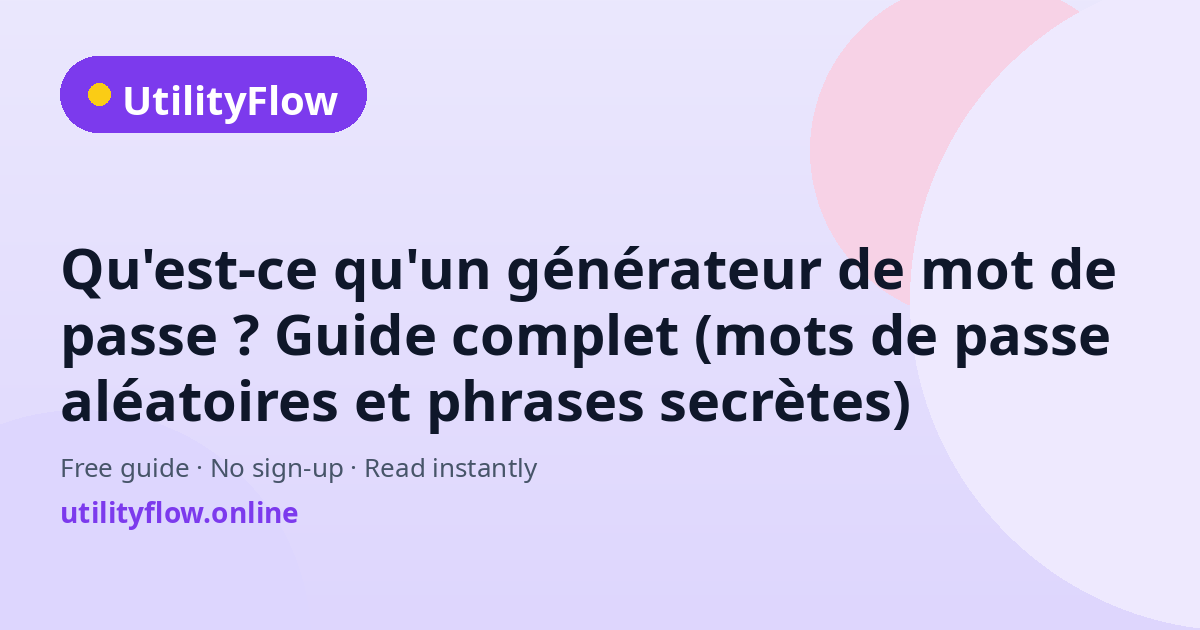 UtilityFlow
Qu'est-ce qu'un générateur de mot de
passe ? Guide complet (mots de passe
aléatoires et phrases secrètes)
Free guide · No sign-up · Read instantly
utilityflow.online